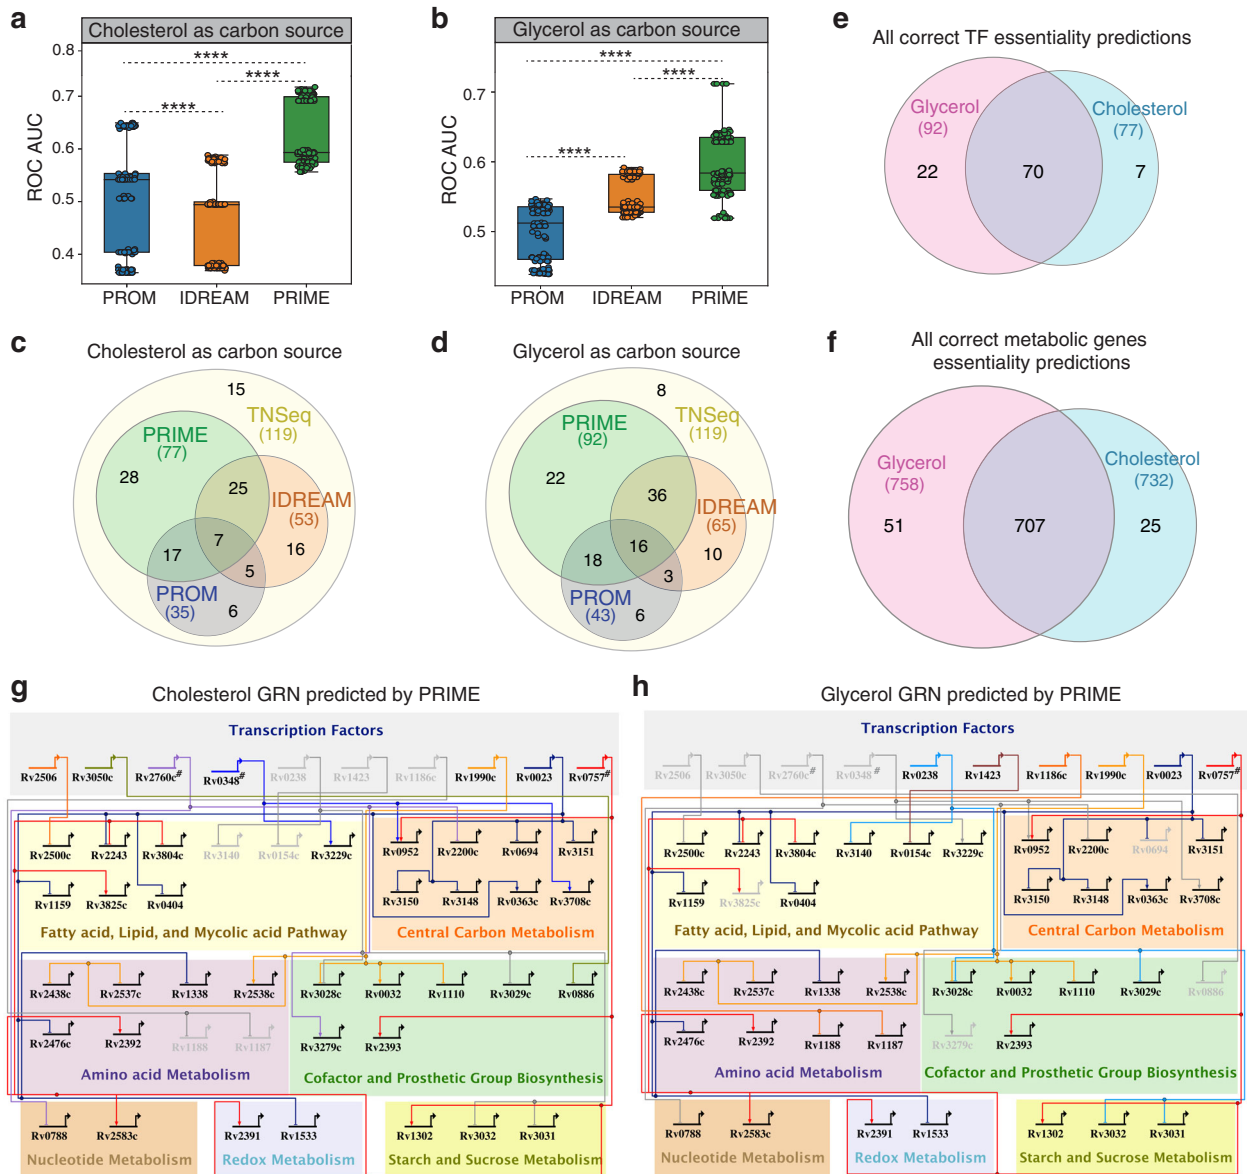 a
Cholesterol as carbon source
ROC AUC
0.8
0.7
0.6
0.5
0.4
****
****
****
PROM IDREAM PRIME
b
Glycerol as carbon source
ROC AUC
0.7
0.6
0.5
****
****
****
PROM IDREAM PRIME
e
All correct TF essentiality predictions
Glycerol
(92)
Cholesterol
(77)
22 70 7
c
Cholesterol as carbon source
15
TNSeq
(119)
PRIME
(77)
28 25
IDREAM
(53)
17 7 16
5
PROM
(35)
6
d
Glycerol as carbon source
8
TNSeq
(119)
PRIME
(92)
22 36
IDREAM
(65)
18 16 10
3
PROM
(43)
6
f
All correct metabolic genes
essentiality predictions
Glycerol
(758)
Cholesterol
(732)
51 707 25
g
Cholesterol GRN predicted by PRIME
Transcription Factors
Rv2506 Rv3050c Rv2760c# Rv0348# Rv0238 Rv1423 Rv1186c Rv1990c Rv0023 Rv0757#
Rv2500c Rv2243 Rv3804c Rv3140 Rv0154c Rv3229c Rv0952 Rv2200c Rv0694 Rv3151
Rv1159 Rv3825c Rv0404 Rv3150 Rv3148 Rv0363c Rv3708c
Fatty acid, Lipid, and Mycolic acid Pathway
Central Carbon Metabolism
Rv2438c Rv2537c Rv1338 Rv2538c Rv3028c Rv0032 Rv1110 Rv3029c Rv0886
Rv2476c Rv2392 Rv1188 Rv1187 Rv3279c Rv2393
Amino acid Metabolism
Cofactor and Prosthetic Group Biosynthesis
Rv0788 Rv2583c Rv2391 Rv1533 Rv1302 Rv3032 Rv3031
Nucleotide Metabolism
Redox Metabolism
Starch and Sucrose Metabolism
h
Glycerol GRN predicted by PRIME
Transcription Factors
Rv2506 Rv3050c Rv2760c# Rv0348# Rv0238 Rv1423 Rv1186c Rv1990c Rv0023 Rv0757#
Rv2500c Rv2243 Rv3804c Rv3140 Rv0154c Rv3229c Rv0952 Rv2200c Rv0694 Rv3151
Rv1159 Rv3825c Rv0404 Rv3150 Rv3148 Rv0363c Rv3708c
Fatty acid, Lipid, and Mycolic acid Pathway
Central Carbon Metabolism
Rv2438c Rv2537c Rv1338 Rv2538c Rv3028c Rv0032 Rv1110 Rv3029c Rv0886
Rv2476c Rv2392 Rv1188 Rv1187 Rv3279c Rv2393
Amino acid Metabolism
Cofactor and Prosthetic Group Biosynthesis
Rv0788 Rv2583c Rv2391 Rv1533 Rv1302 Rv3032 Rv3031
Nucleotide Metabolism
Redox Metabolism
Starch and Sucrose Metabolism